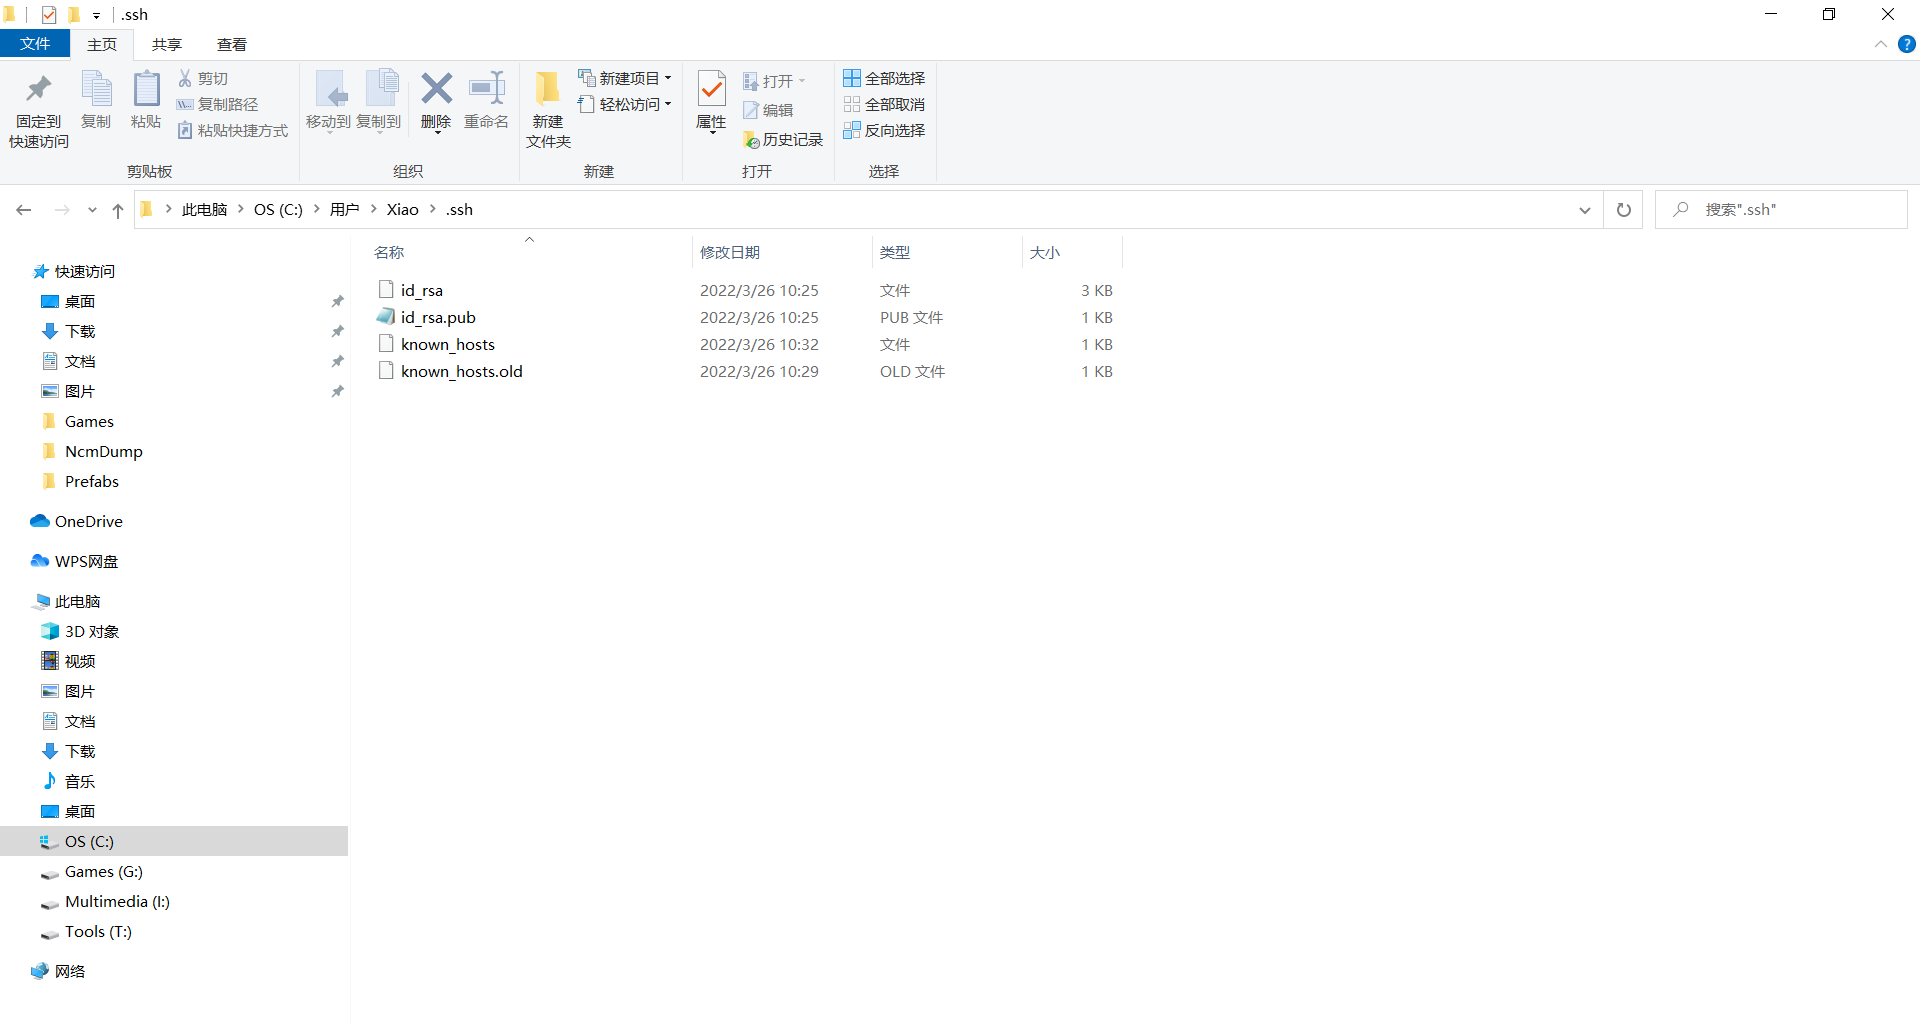 .ssh
文件 主页 共享 查看
固定到
快速访问
复制
粘贴
剪切
复制路径
粘贴快捷方式
剪贴板
移动到
复制到
删除
重命名
组织
新建
文件夹
新建项目
轻松访问
新建
属性
打开
编辑
历史记录
打开
全部选择
全部取消
反向选择
选择
此电脑 > OS (C:) > 用户 > Xiao > .ssh
搜索".ssh"
快速访问
桌面
下载
文档
图片
Games
NcmDump
Prefabs
OneDrive
WPS网盘
此电脑
3D 对象
视频
图片
文档
下载
音乐
桌面
OS (C:)
Games (G:)
Multimedia (I:)
Tools (T:)
网络
名称 修改日期 类型 大小
id_rsa 2022/3/26 10:25 文件 3 KB
id_rsa.pub 2022/3/26 10:25 PUB 文件 1 KB
known_hosts 2022/3/26 10:32 文件 1 KB
known_hosts.old 2022/3/26 10:29 OLD 文件 1 KB